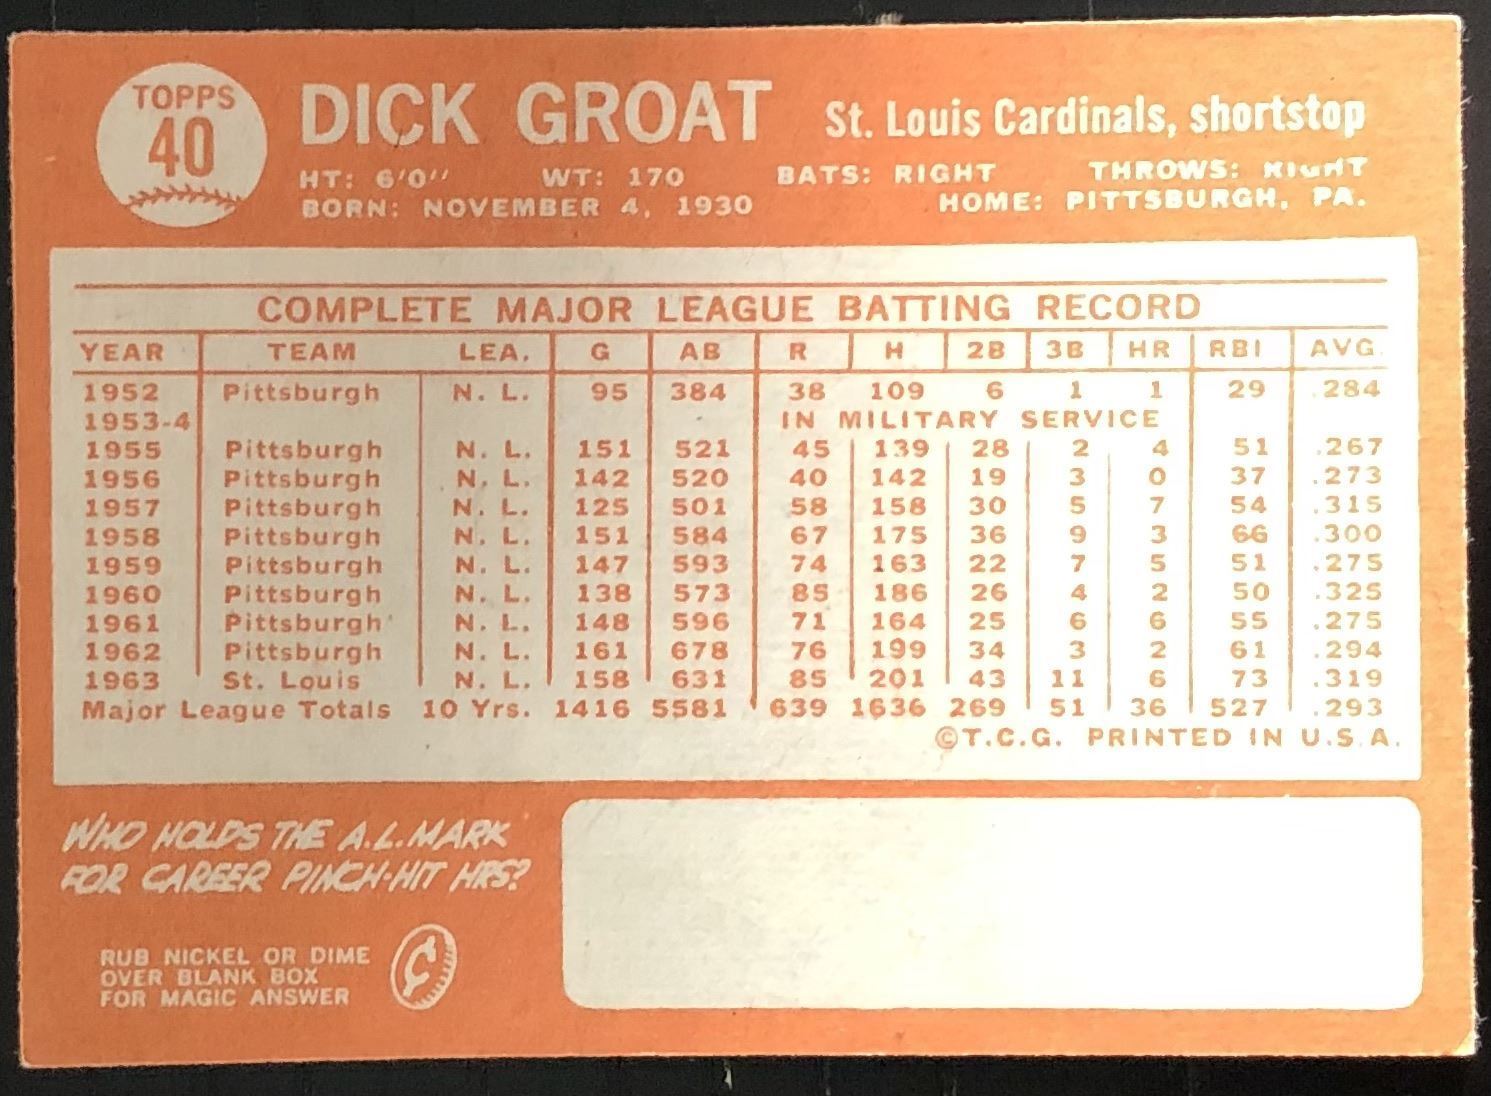 TOPPS
40
DICK GROAT St. Louis Cardinals, shortstop
HT: 6'0" WT: 170 BATS: RIGHT THROWS: RIGHT
BORN: NOVEMBER 4, 1930 HOME: PITTSBURGH, PA.
COMPLETE MAJOR LEAGUE BATTING RECORD
YEAR TEAM LEA. G AB R H 2B 3B HR RBI AVG.
1952 Pittsburgh N. L. 95 384 38 109 6 1 1 29 .284
1953-4 IN MILITARY SERVICE
1955 Pittsburgh N. L. 151 521 45 139 28 2 4 51 .267
1956 Pittsburgh N. L. 142 520 40 142 19 3 0 37 .273
1957 Pittsburgh N. L. 125 501 58 158 30 5 7 54 .315
1958 Pittsburgh N. L. 151 584 67 175 36 9 3 66 .300
1959 Pittsburgh N. L. 147 593 74 163 22 7 5 51 .275
1960 Pittsburgh N. L. 138 573 85 186 26 4 2 50 .325
1961 Pittsburgh N. L. 148 596 71 164 25 6 6 55 .275
1962 Pittsburgh N. L. 161 678 76 199 34 3 2 61 .294
1963 St. Louis N. L. 158 631 85 201 43 11 6 73 .319
Major League Totals 10 Yrs. 1416 5581 639 1636 269 51 36 527 .293
©T.C.G. PRINTED IN U.S.A.
WHO HOLDS THE A.L. MARK
FOR CAREER PINCH-HIT HRS?
RUB NICKEL OR DIME
OVER BLANK BOX
FOR MAGIC ANSWER
¢